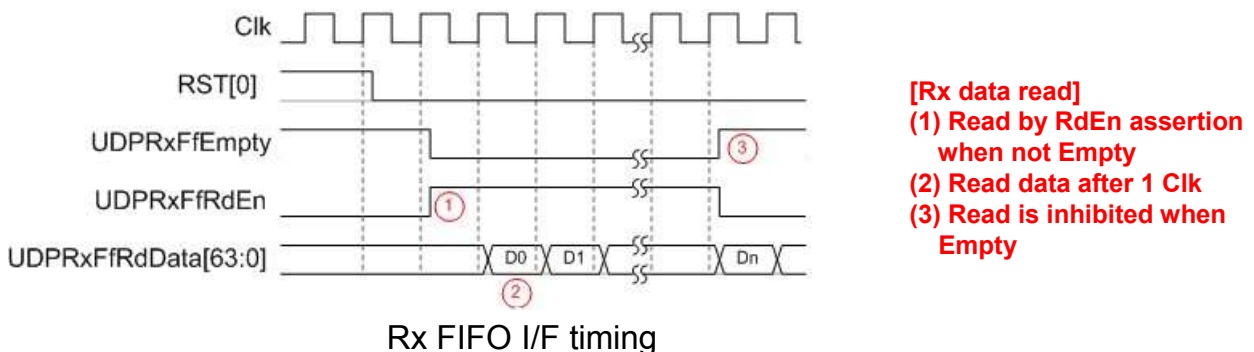 Clk
RST[0]
UDPRxFfEmpty
3
UDPRxFfRdEn
1
UDPRxFfRdData[63:0]
D0
D1
Dn
2
Rx FIFO I/F timing
[Rx data read]
(1) Read by RdEn assertion
when not Empty
(2) Read data after 1 Clk
(3) Read is inhibited when
Empty